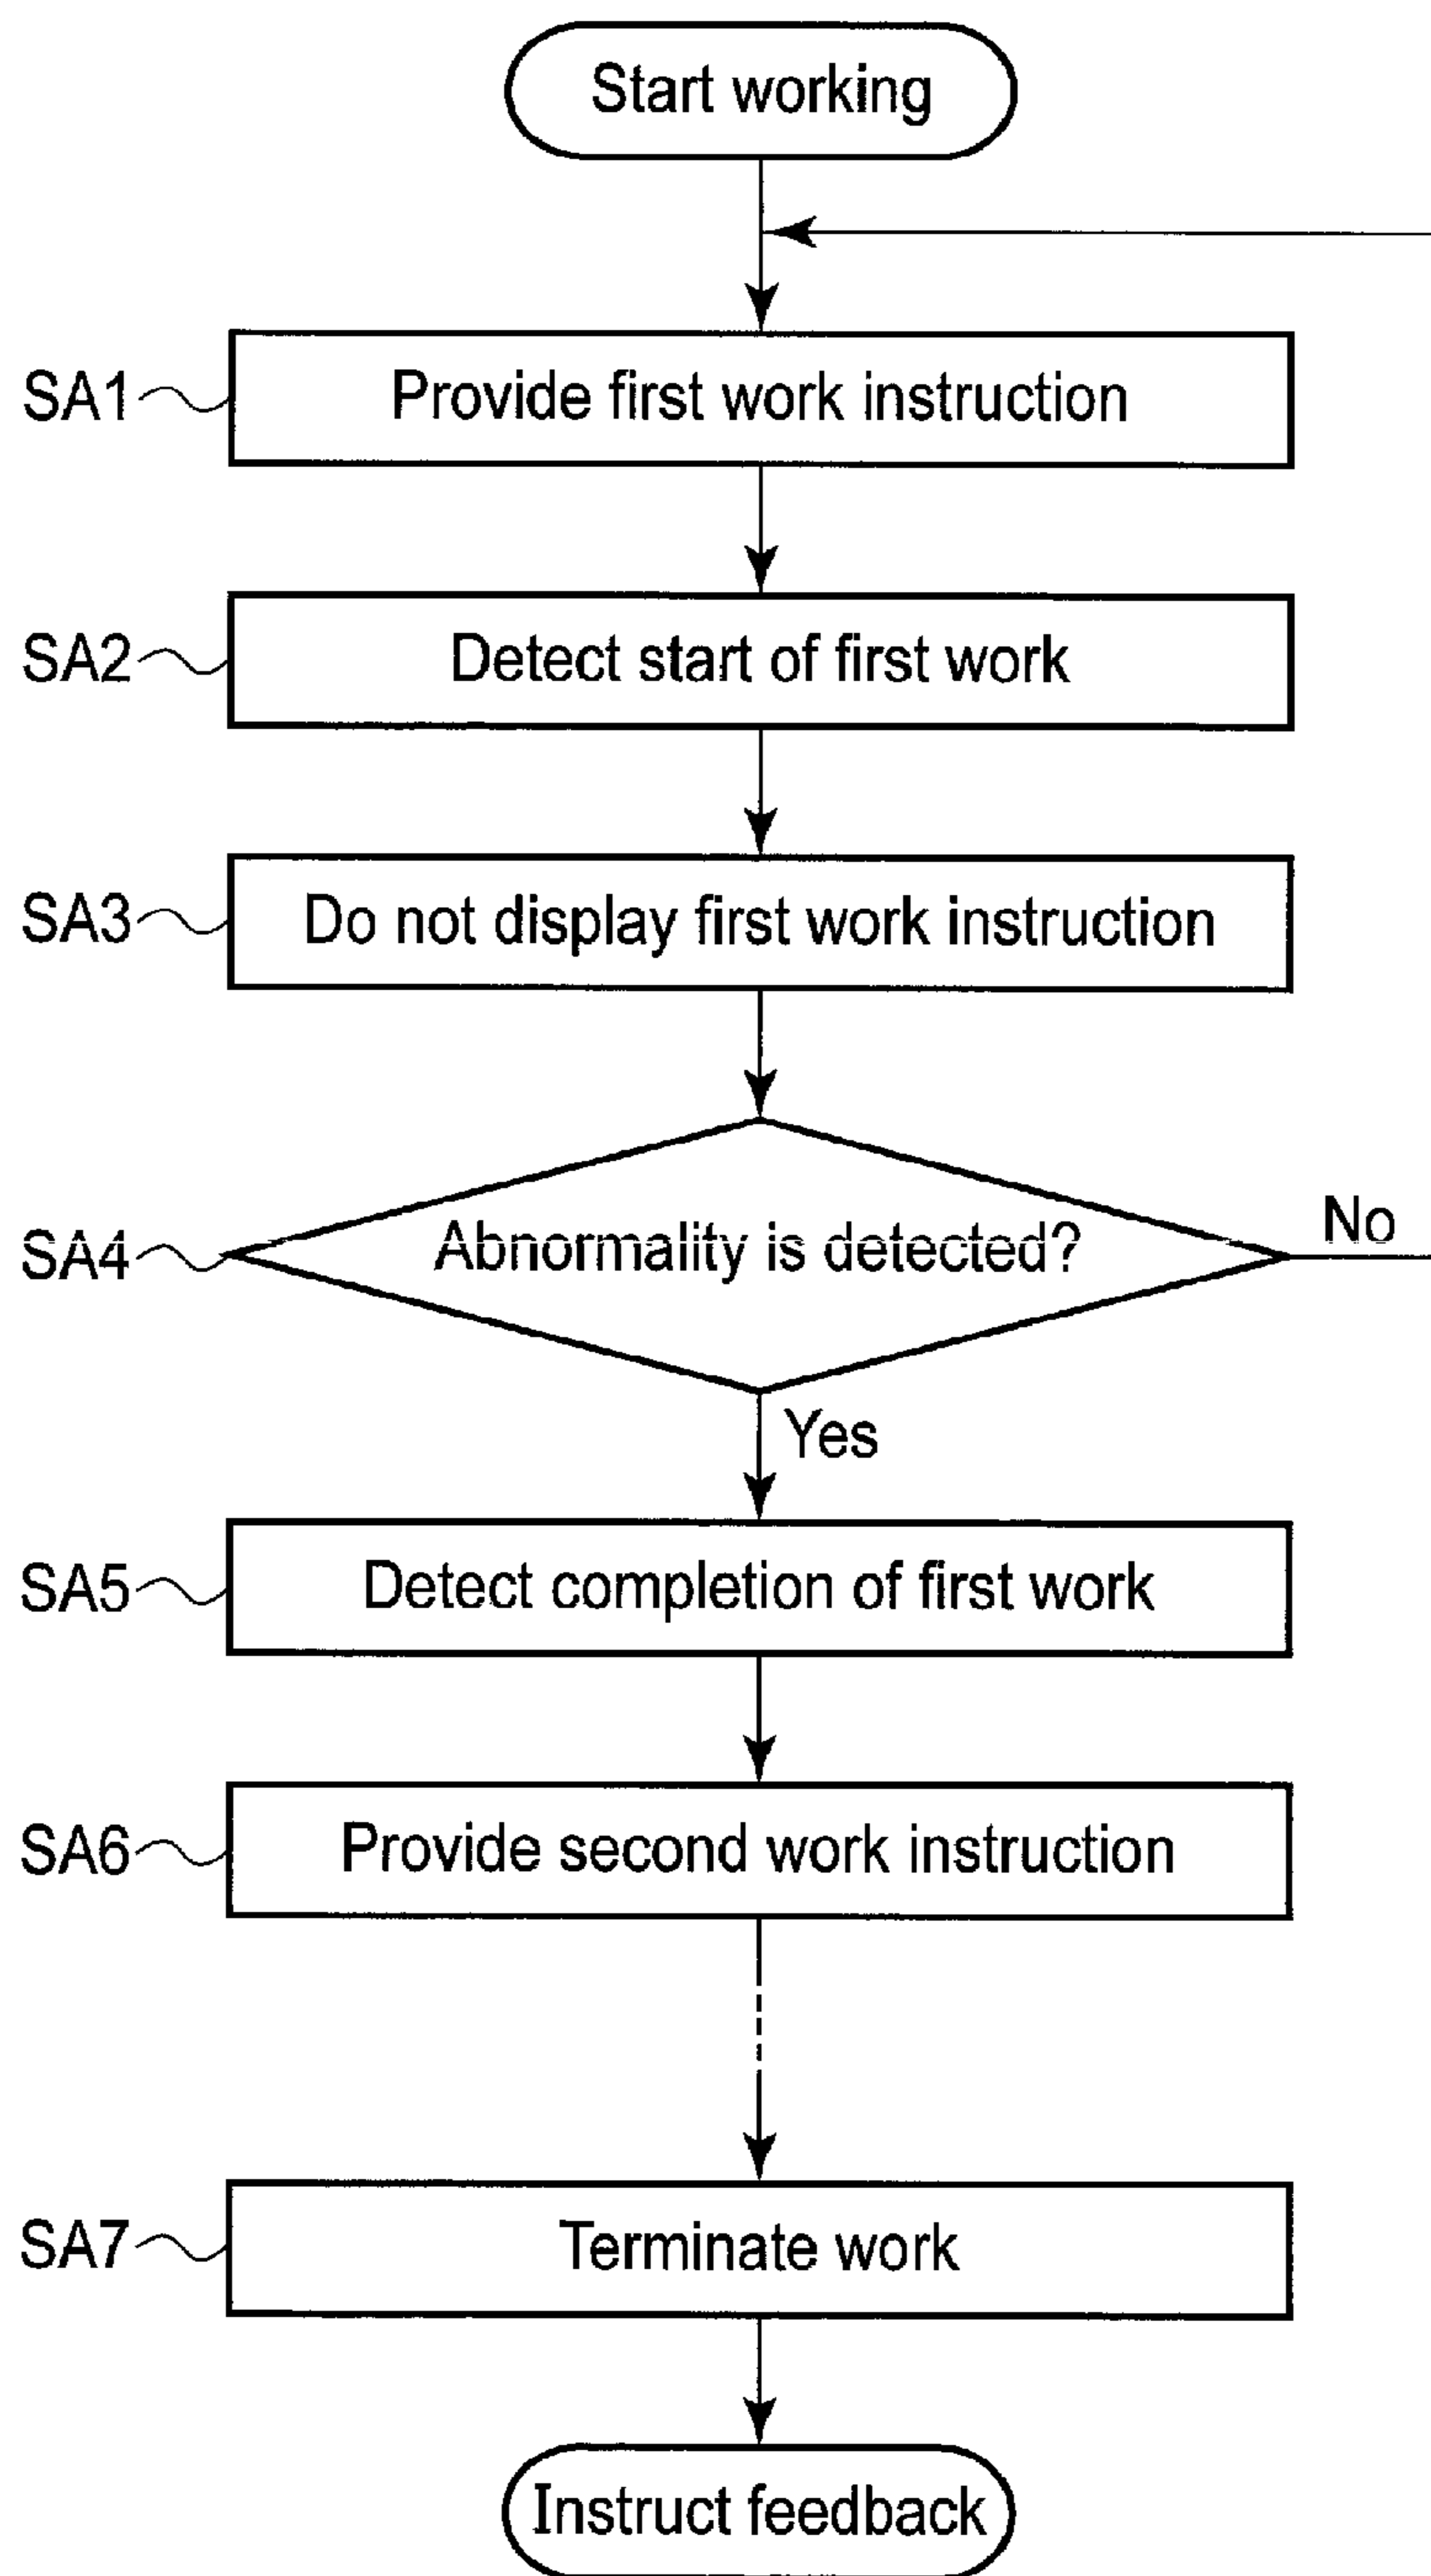 Start working
SA1 Provide first work instruction
SA2 Detect start of first work
SA3 Do not display first work instruction
SA4 Abnormality is detected? No
Yes
SA5 Detect completion of first work
SA6 Provide second work instruction
SA7 Terminate work
Instruct feedback